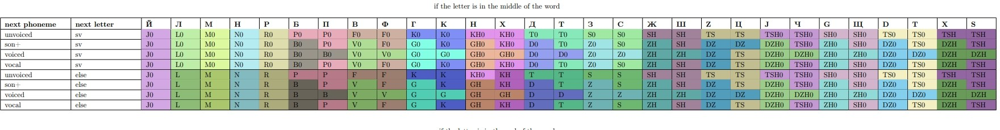 if the letter is in the middle of the word
next phoneme next letter Й Л М Н Р Б П В Ф Г К Н Х Д Т З С Ж Ш Z Ц J Ч G Щ D T X S
unvoiced sv J0 L0 M0 N0 R0 P0 P0 F0 F0 K0 K0 KH0 KH0 T0 T0 S0 S0 SH SH TS TS TSH0 TSH0 SH0 SH0 TS0 TS0 TSH TSH
son+ sv J0 L0 M0 N0 R0 B0 P0 V0 F0 G0 K0 GH0 KH0 D0 T0 Z0 S0 ZH SH DZ DZ DZH0 TSH0 ZH0 SH0 DZ0 TS0 DZH TSH
voiced sv J0 L0 M0 N0 R0 B0 B0 V0 V0 G0 G0 GH0 GH0 D0 D0 Z0 Z0 ZH ZH DZ TS DZH0 DZH0 ZH0 ZH0 DZ0 DZ0 DZH DZH
vocal sv J0 L0 M0 N0 R0 B0 P0 V0 F0 G0 K0 GH0 KH0 D0 T0 Z0 S0 ZH SH DZ TS DZH0 TSH0 ZH0 SH0 DZ0 TS0 DZH TSH
unvoiced else J0 L M N R P P F F K K KH0 KH T T S S SH SH TS TS TSH0 TSH0 SH0 SH0 TS0 TS0 TSH TSH
son+ else J0 L M N R B P V F G K GH KH D T Z S ZH SH DZ TS DZH0 TSH0 ZH0 SH0 DZ0 TS0 DZH TSH
voiced else J0 L M N R B B V V G G GH GH D D Z Z ZH ZH DZ DZ DZH0 DZH0 ZH0 ZH0 DZ0 DZ0 DZH DZH
vocal else J0 L M N R B P V F G K GH KH D T Z S ZH SH DZ TS DZH0 TSH0 ZH0 SH0 DZ0 TS0 DZH TSH